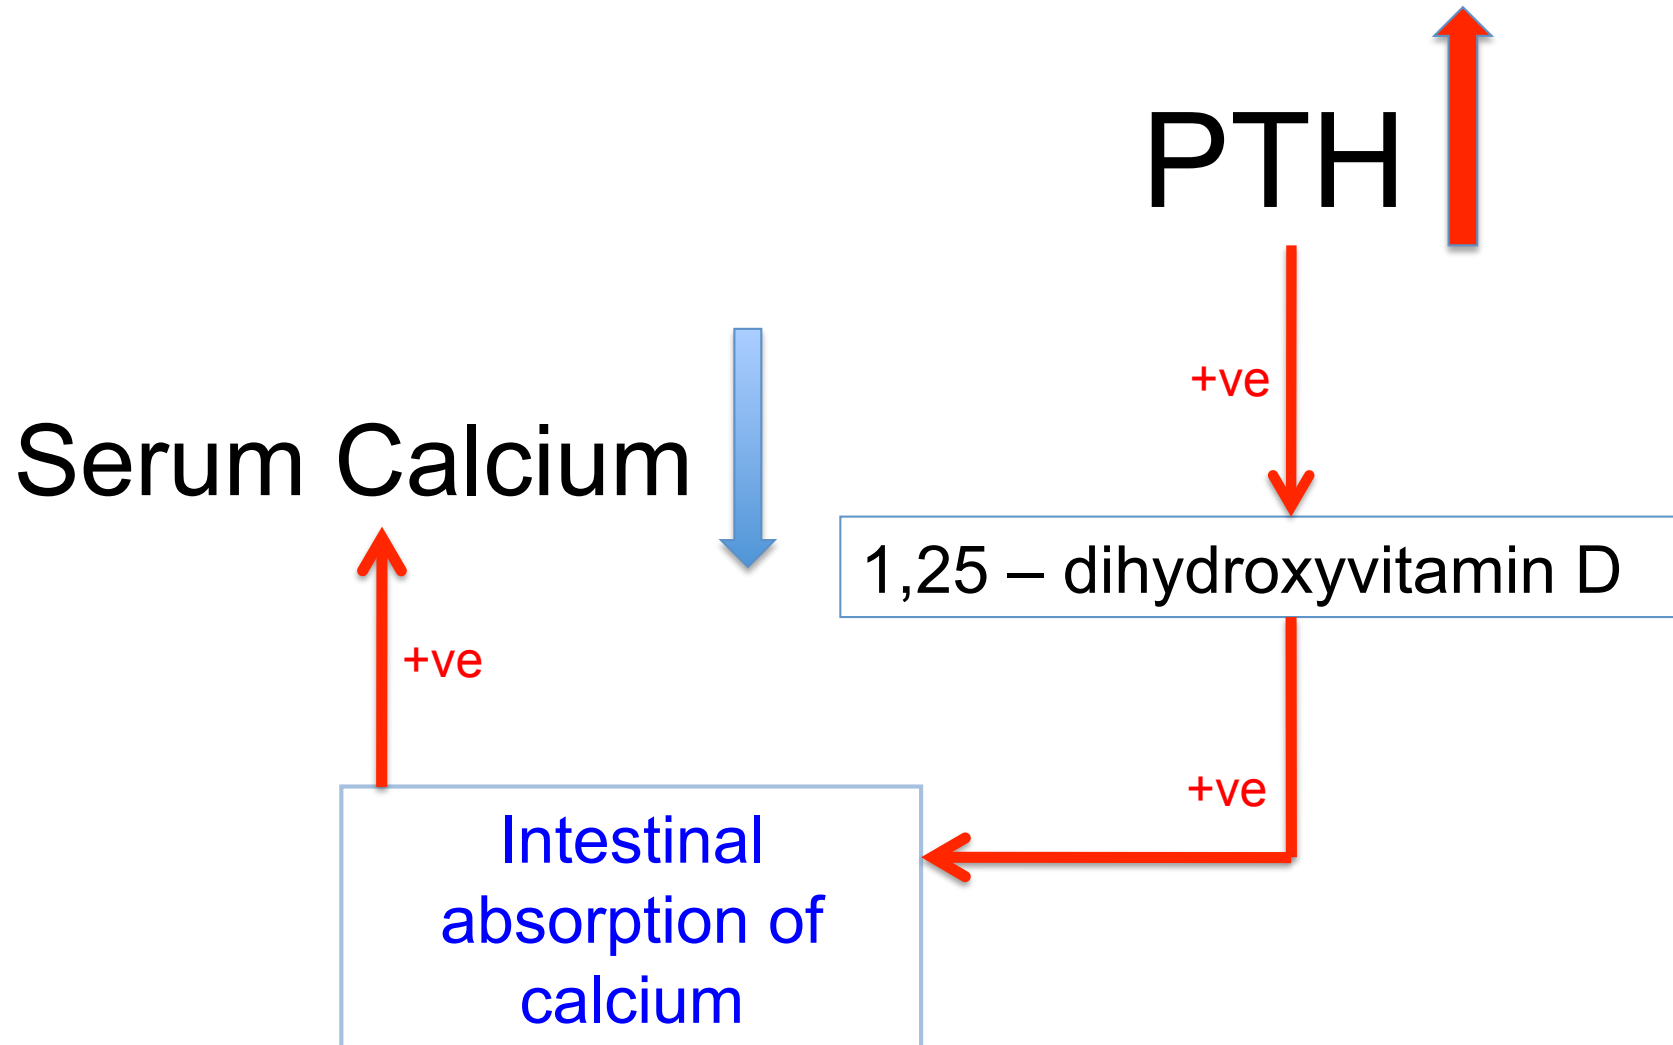 PTH
+ve
Serum Calcium
1,25 – dihydroxyvitamin D
+ve
+ve
Intestinal
absorption of
calcium